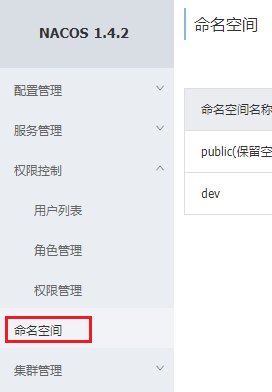 NACOS 1.4.2
配置管理
服务管理
权限控制
用户列表
角色管理
权限管理
命名空间
集群管理
命名空间
命名空间名称
public(保留空
dev